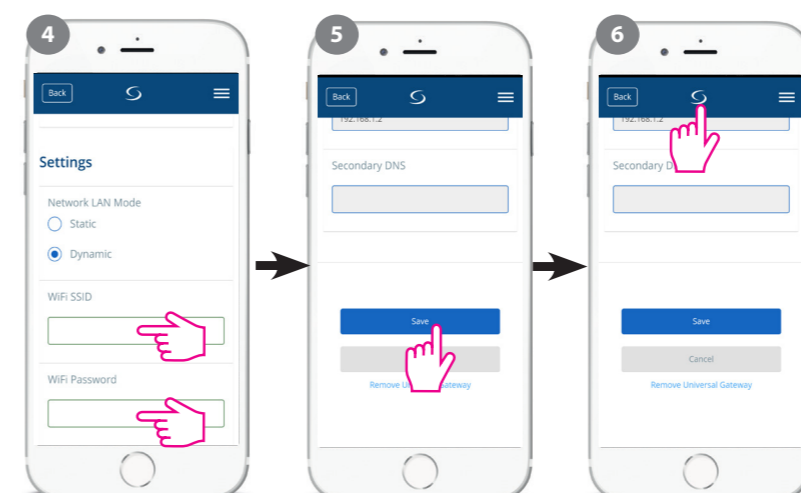 4
Back
Settings
Network LAN Mode
Static
Dynamic
WiFi SSID
WiFi Password
5
Back
192.168.1.2
Secondary DNS
Save
Remove Gateway
6
Back
192.168.1.2
Secondary
Save
Cancel
Remove Universal Gateway